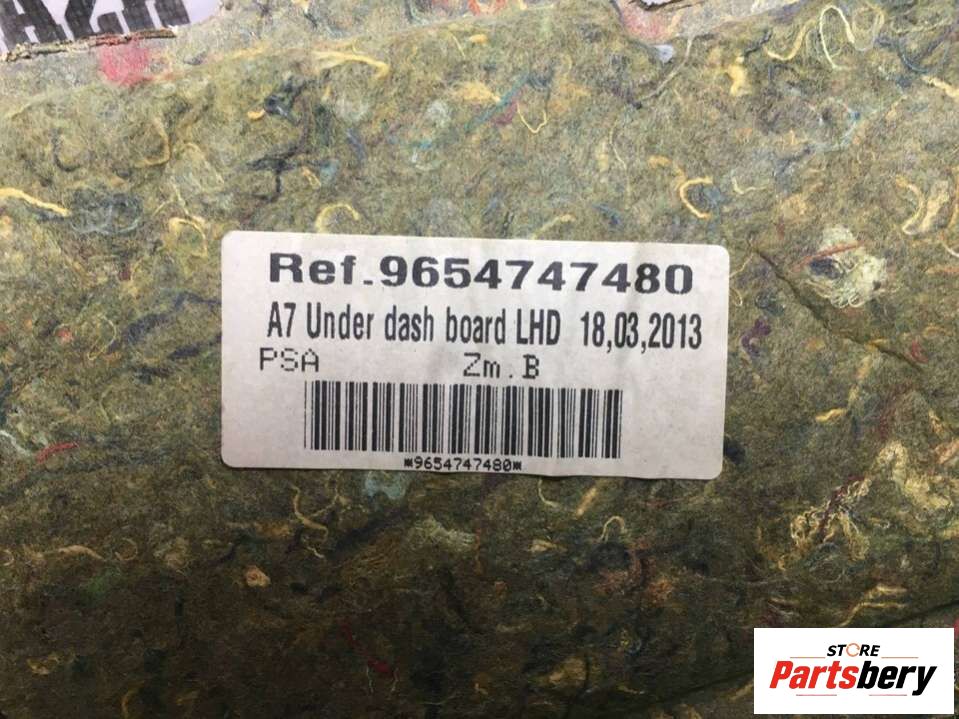 Ref.9654747480
A7 Under dash board LHD 18,03,2013
PSA Zm.B
*9654747480*
STORE
Partsbery